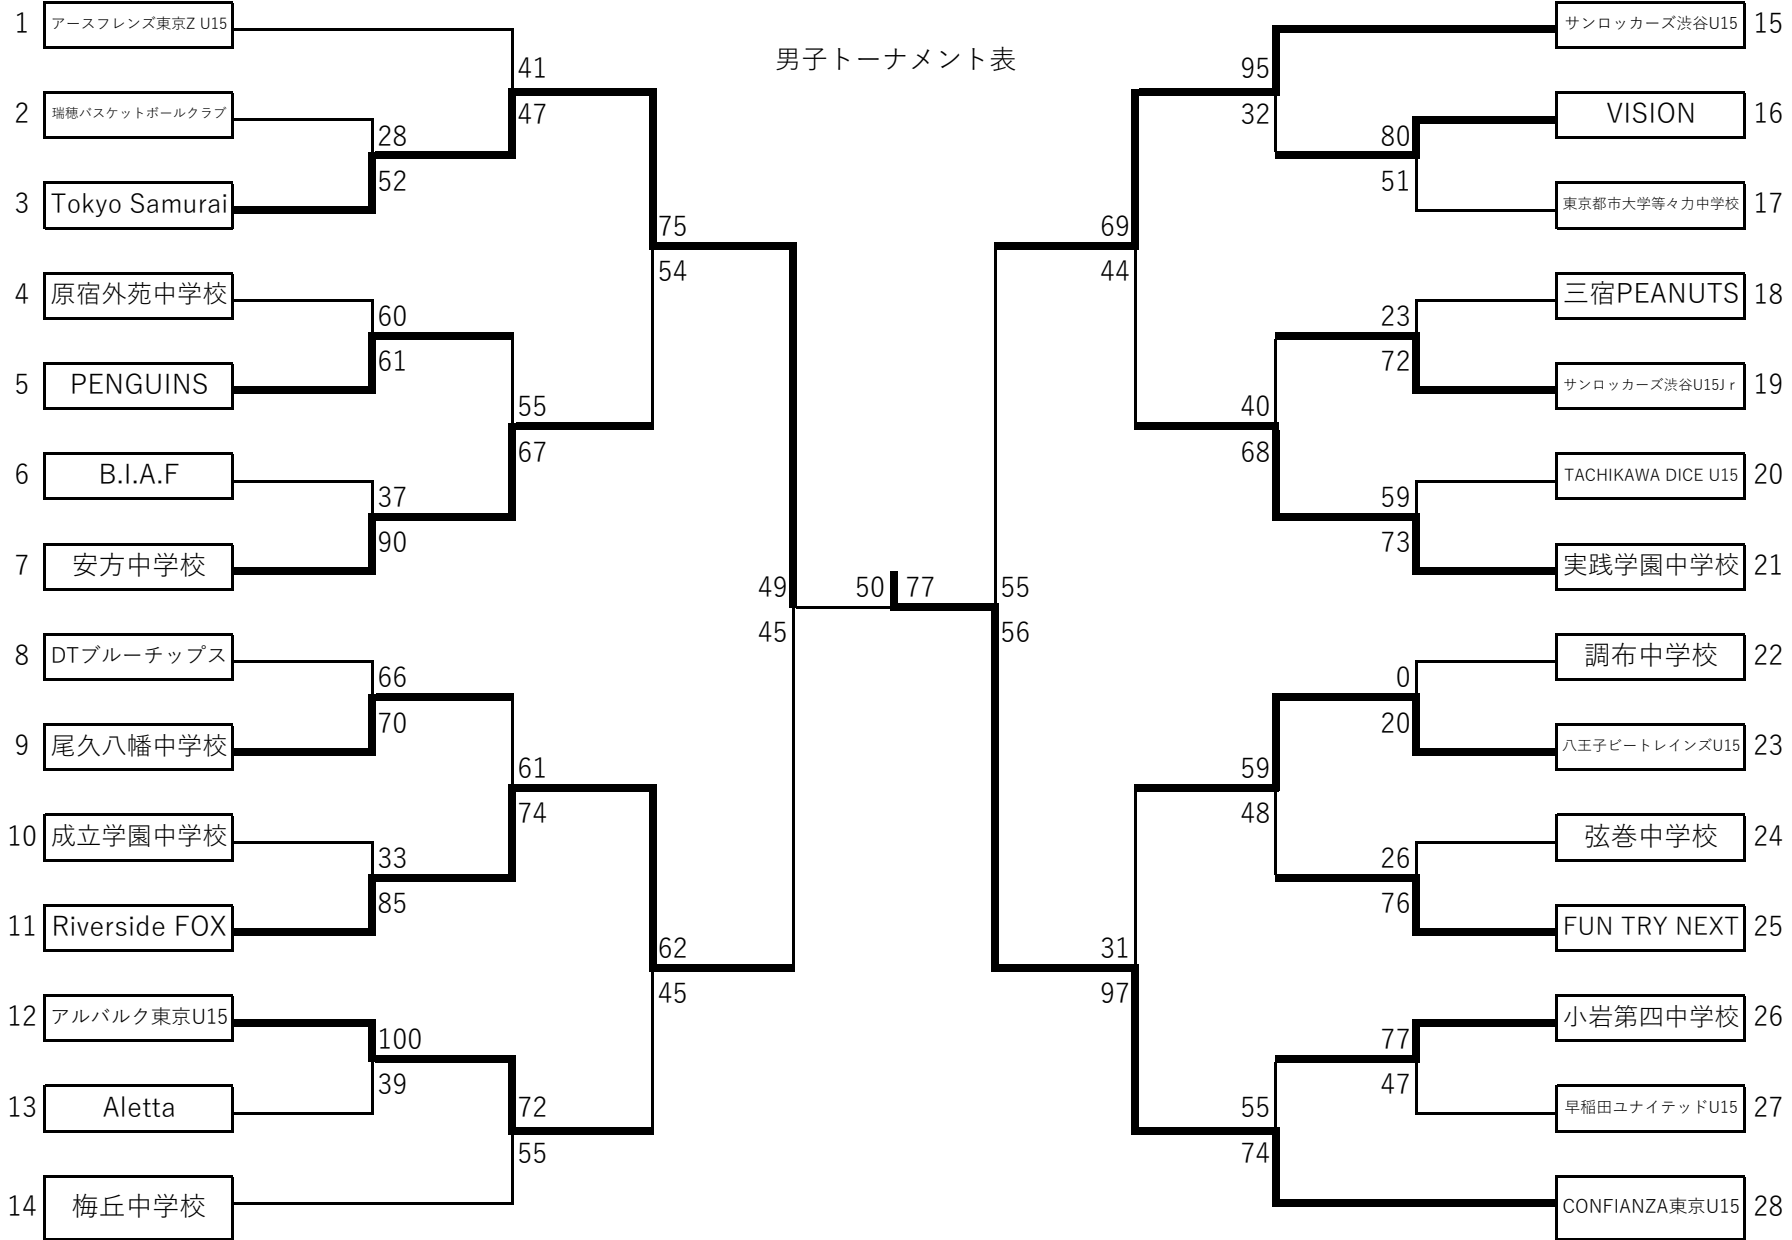 男子トーナメント表
1 アースフレンズ東京Z U15
41
2 瑞穂バスケットボールクラブ
47
28
52
3 Tokyo Samurai
75
54
4 原宿外苑中学校
60
61
5 PENGUINS
55
67
6 B.I.A.F
37
90
7 安方中学校
49
45
8 DTブルーチップス
66
70
9 尾久八幡中学校
61
74
10 成立学園中学校
33
85
11 Riverside FOX
62
45
12 アルバルク東京U15
100
39
13 Aletta
72
55
14 梅丘中学校
50 77
サンロッカーズ渋谷U15 15
95
32
VISION 16
80
51
東京都市大学等々力中学校 17
69
44
三宿PEANUTS 18
23
72
サンロッカーズ渋谷U15Jｒ 19
40
68
TACHIKAWA DICE U15 20
59
73
実践学園中学校 21
55
56
調布中学校 22
0
20
八王子ビートレインズU15 23
59
48
弦巻中学校 24
26
76
FUN TRY NEXT 25
31
97
小岩第四中学校 26
77
47
早稲田ユナイテッドU15 27
55
74
CONFIANZA東京U15 28